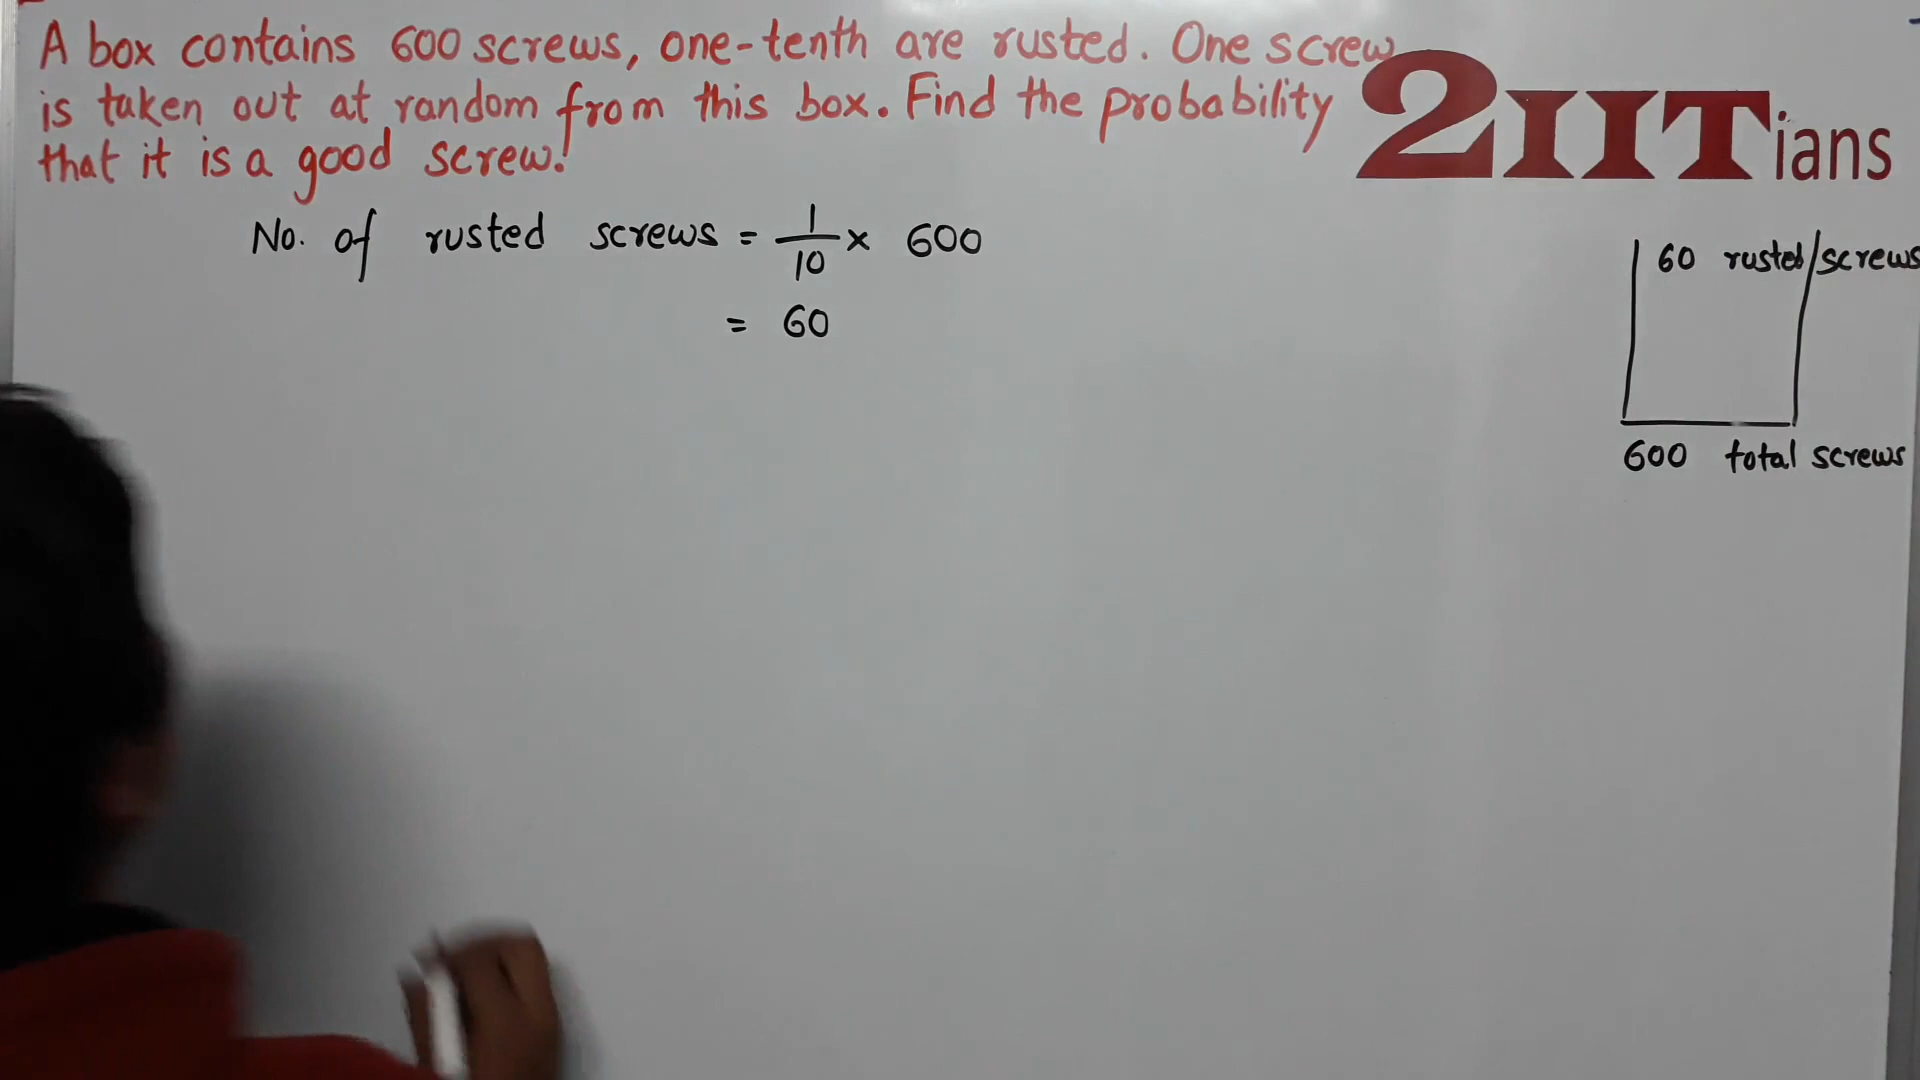 A box contains 600 screws, one-tenth are rusted. One screw
is taken out at random from this box. Find the probability
that it is a good screw.
2IITians
No. of rusted screws = 1/10 × 600
= 60
60 rusted screws
600 total screws